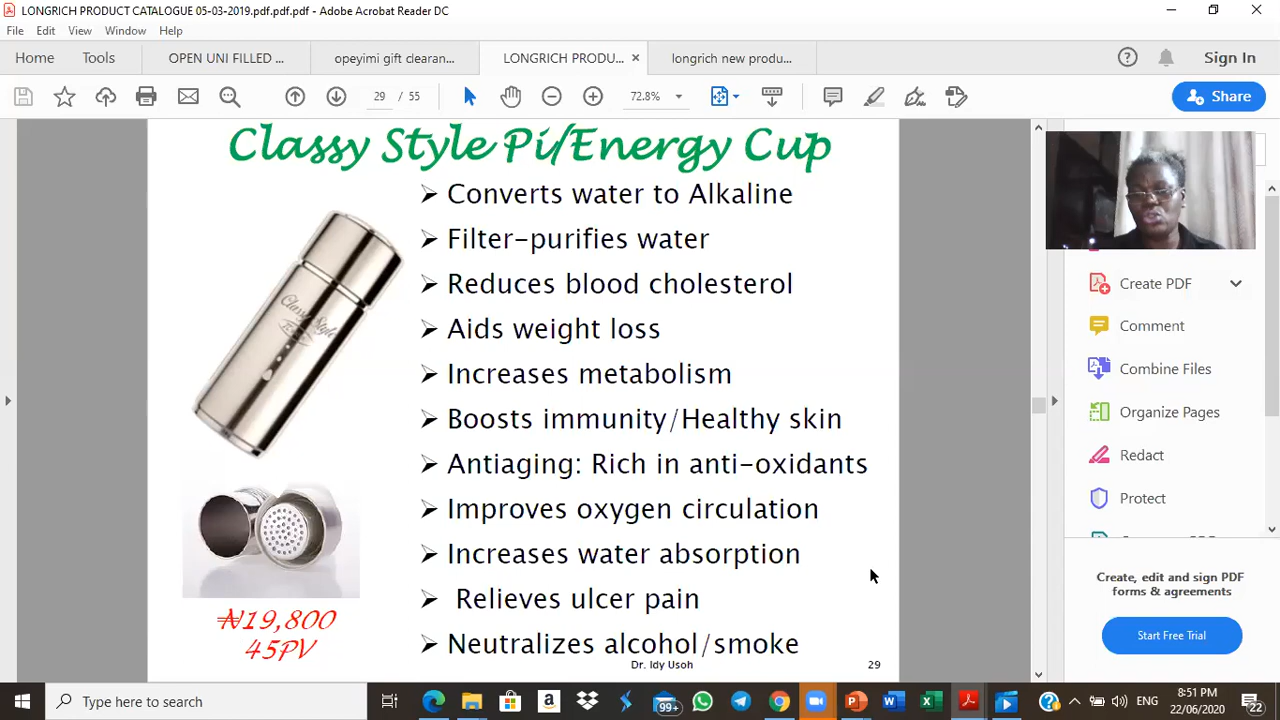 LONGRICH PRODUCT CATALOGUE 05-03-2019.pdf.pdf.pdf - Adobe Acrobat Reader DC
File Edit View Window Help
Home Tools OPEN UNI FILLED ... opeyimi gift clearan... LONGRICH PRODU... × longrich new produ... Sign In
29 / 55 72.8% Share
Classy Style Pi/Energy Cup
➢ Converts water to Alkaline
➢ Filter-purifies water
➢ Reduces blood cholesterol
➢ Aids weight loss
➢ Increases metabolism
➢ Boosts immunity/Healthy skin
➢ Antiaging: Rich in anti-oxidants
➢ Improves oxygen circulation
➢ Increases water absorption
➢ Relieves ulcer pain
➢ Neutralizes alcohol/smoke
Classy Style
₦19,800
45PV
Dr. Idy Usoh 29
Create PDF
Comment
Combine Files
Organize Pages
Redact
Protect
Create, edit and sign PDF
forms & agreements
Start Free Trial
Type here to search
99+
ENG
8:51 PM
22/06/2020
22